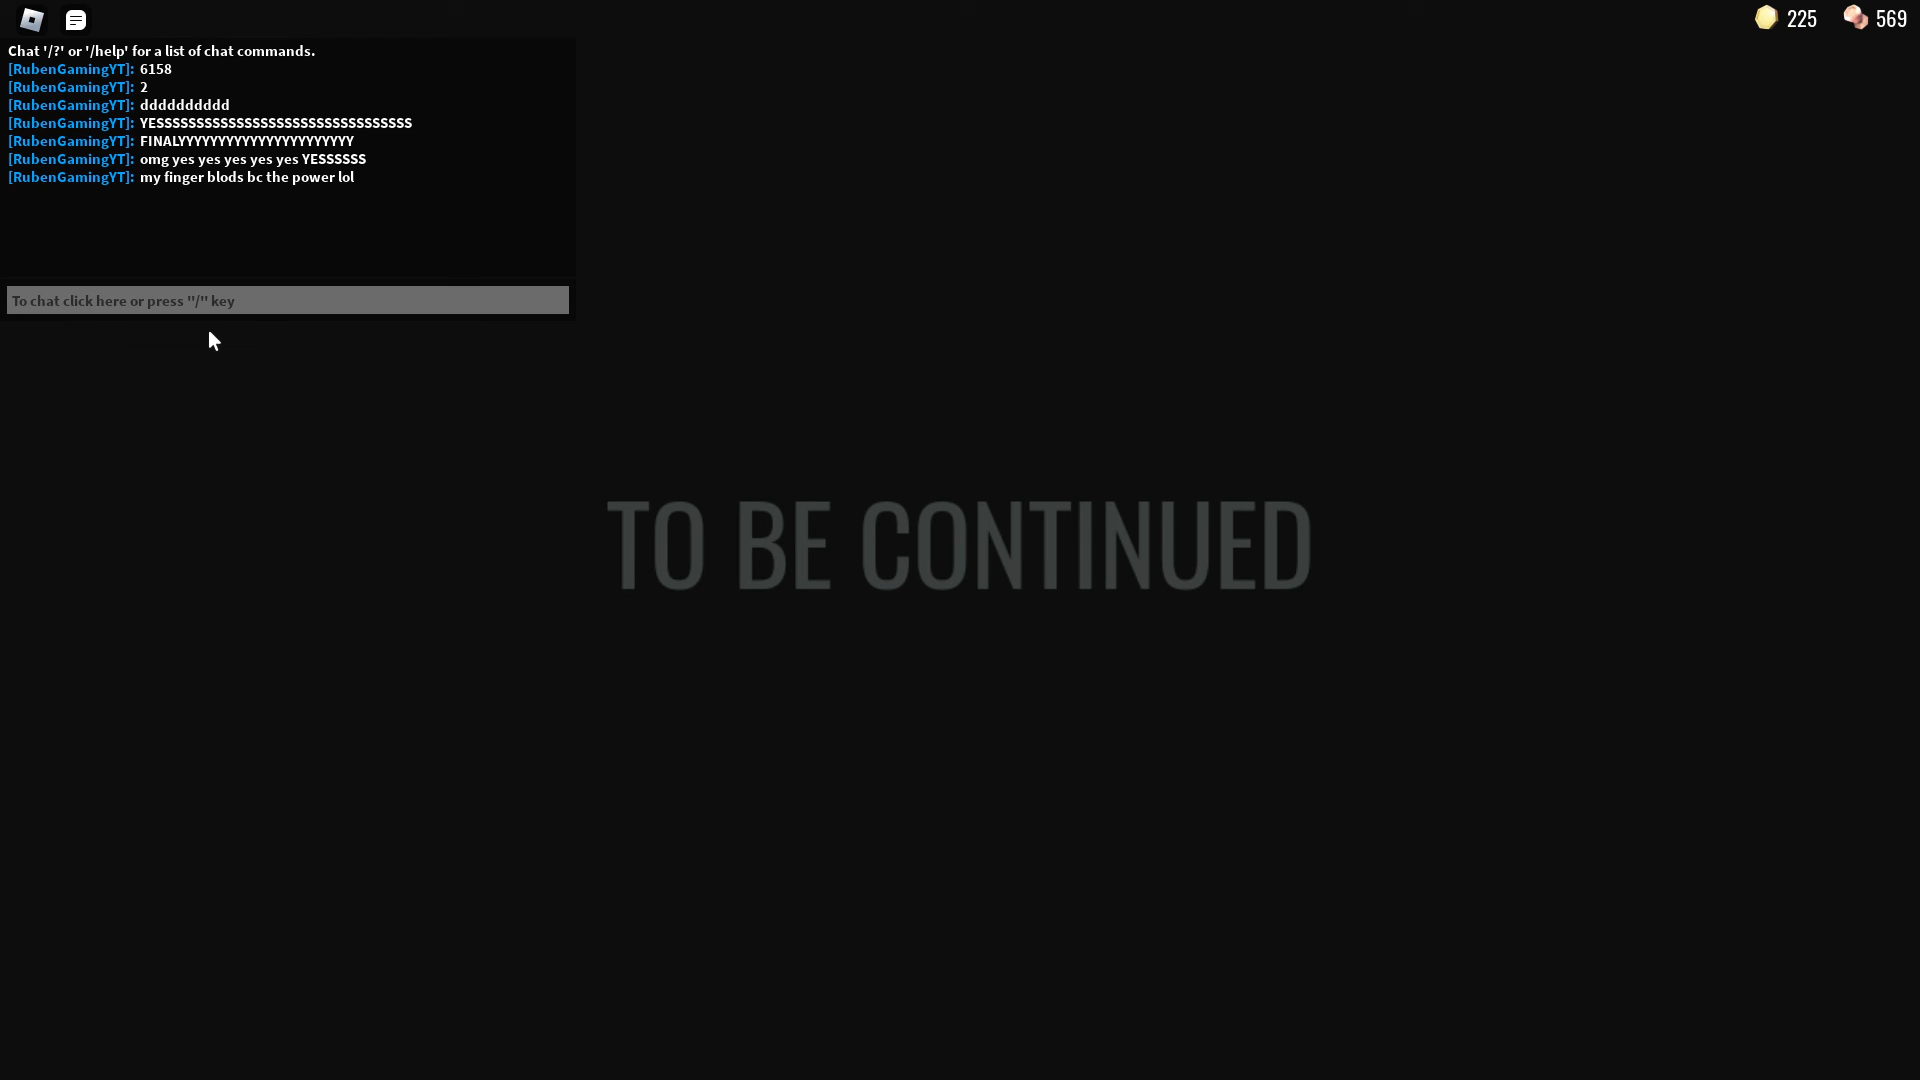 225 569
Chat '/?' or '/help' for a list of chat commands.
[RubenGamingYT]: 6158
[RubenGamingYT]: 2
[RubenGamingYT]: dddddddddd
[RubenGamingYT]: YESSSSSSSSSSSSSSSSSSSSSSSSSSSSSSSS
[RubenGamingYT]: FINALYYYYYYYYYYYYYYYYYYYYYY
[RubenGamingYT]: omg yes yes yes yes yes YESSSSSS
[RubenGamingYT]: my finger blods bc the power lol
To chat click here or press "/" key
TO BE CONTINUED